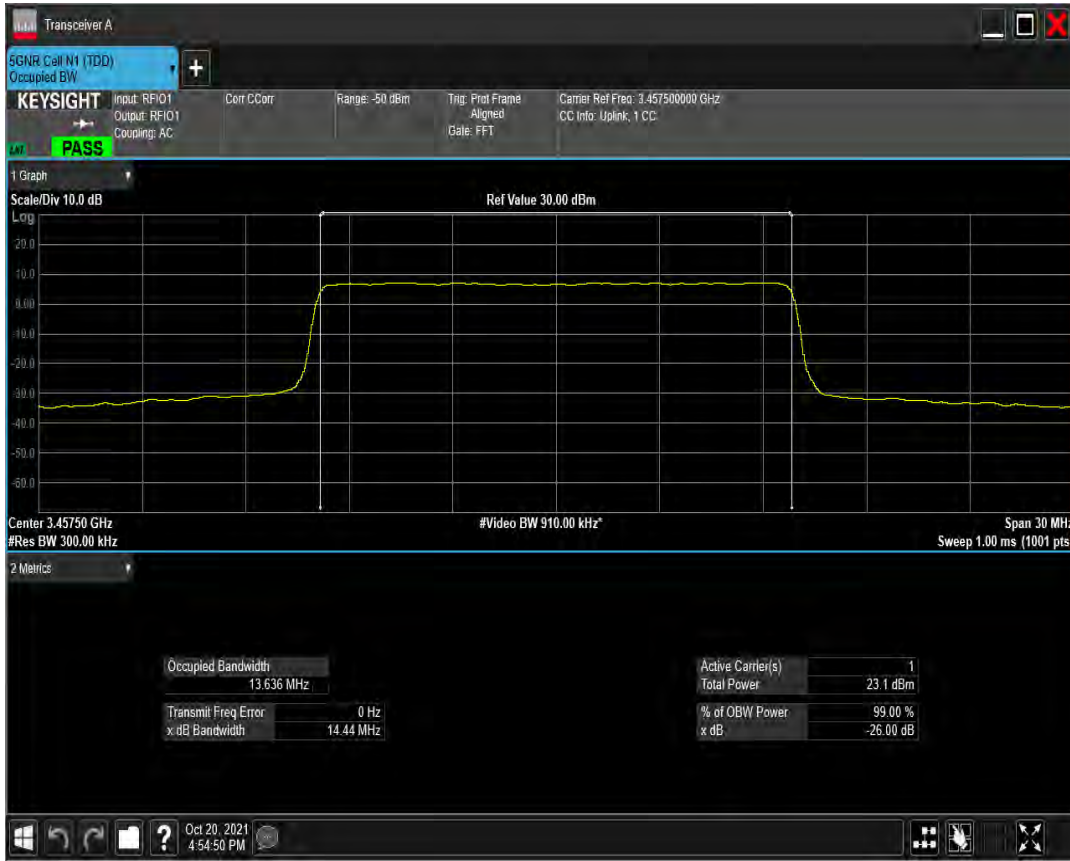 Transceiver A
5GNR Cell N1 (TDD)
Occupied BW
+
KEYSIGHT
Input: RFIO1
Output: RFIO1
Coupling: AC
Corr CCorr
Range: -50 dBm
Trig: Prot Frame
Aligned
Gate: FFT
Carrier Ref Freq: 3.457500000 GHz
CC Info: Uplink, 1 CC
PASS
1 Graph
Scale/Div 10.0 dB
Ref Value 30.00 dBm
Log
20.0
10.0
0.00
-10.0
-20.0
-30.0
-40.0
-50.0
-60.0
Center 3.45750 GHz
#Video BW 910.00 kHz*
Span 30 MHz
#Res BW 300.00 kHz
Sweep 1.00 ms (1001 pts
2 Metrics
Occupied Bandwidth
13.636 MHz
Transmit Freq Error 0 Hz
x dB Bandwidth 14.44 MHz
Active Carrier(s) 1
Total Power 23.1 dBm
% of OBW Power 99.00 %
x dB -26.00 dB
?
Oct 20, 2021
4:54:50 PM